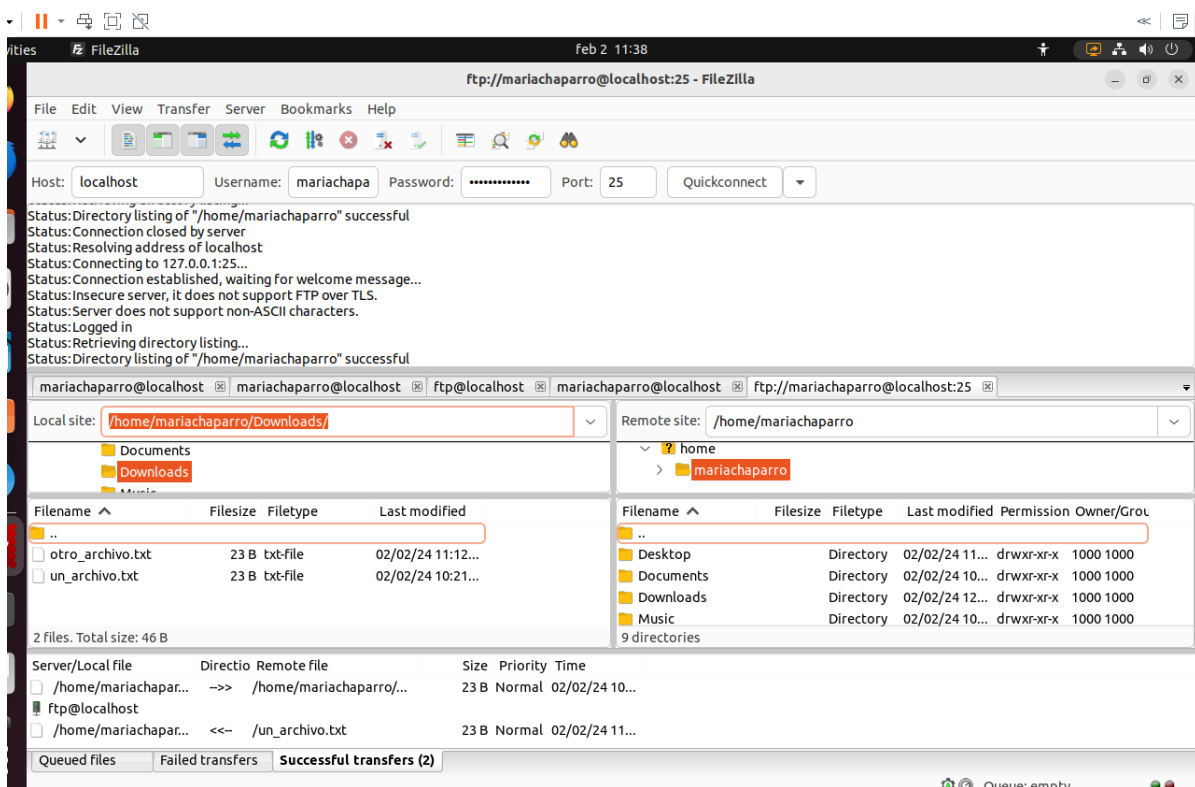 ities FileZilla feb 2 11:38
ftp://mariachaparro@localhost:25 - FileZilla
File Edit View Transfer Server Bookmarks Help
Host: localhost Username: mariachapa Password: ••••••••••••• Port: 25 Quickconnect
Status: Directory listing of "/home/mariachaparro" successful
Status: Connection closed by server
Status: Resolving address of localhost
Status: Connecting to 127.0.0.1:25...
Status: Connection established, waiting for welcome message...
Status: Insecure server, it does not support FTP over TLS.
Status: Server does not support non-ASCII characters.
Status: Logged in
Status: Retrieving directory listing...
Status: Directory listing of "/home/mariachaparro" successful
mariachaparro@localhost mariachaparro@localhost ftp@localhost mariachaparro@localhost ftp://mariachaparro@localhost:25
Local site: /home/mariachaparro/Downloads/
Documents
Downloads
Music
Filename Filesize Filetype Last modified
..
otro_archivo.txt 23 B txt-file 02/02/24 11:12...
un_archivo.txt 23 B txt-file 02/02/24 10:21...
2 files. Total size: 46 B
Remote site: /home/mariachaparro
? home
mariachaparro
Filename Filesize Filetype Last modified Permission Owner/Grou
..
Desktop Directory 02/02/24 11... drwxr-xr-x 1000 1000
Documents Directory 02/02/24 10... drwxr-xr-x 1000 1000
Downloads Directory 02/02/24 12... drwxr-xr-x 1000 1000
Music Directory 02/02/24 10... drwxr-xr-x 1000 1000
9 directories
Server/Local file Directio Remote file Size Priority Time
/home/mariachapar... -->> /home/mariachaparro/... 23 B Normal 02/02/24 10...
ftp@localhost
/home/mariachapar... <<-- /un_archivo.txt 23 B Normal 02/02/24 11...
Queued files Failed transfers Successful transfers (2)
Queue: empty